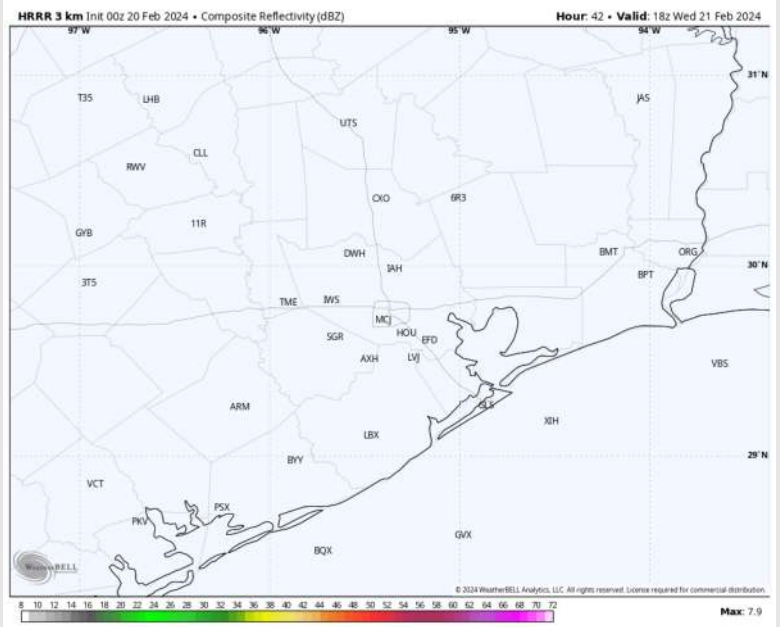 HRRR 3 km Init 00z 20 Feb 2024 • Composite Reflectivity (dBZ)
Hour: 42 • Valid: 18z Wed 21 Feb 2024
97°W 96°W 95°W 94°W
31°N
T35 LHB JAS
UTS
CLL
RWV
CXO 6R3
11R
GYB
DWH BMT ORG
30°N
IAH
BPT
3T5
TME IWS
MCJ
HOU
SGR EFD
AXH LVJ
VBS
ARM GLS
XIH
LBX
29°N
BYY
VCT
PSX
PKV
GVX
BQX
WeatherBELL
© 2024 WeatherBELL Analytics, LLC. All rights reserved. License required for commercial distribution.
8 10 12 14 16 18 20 22 24 26 28 30 32 34 36 38 40 42 44 46 48 50 52 54 56 58 60 62 64 66 68 70 72
Max: 7.9